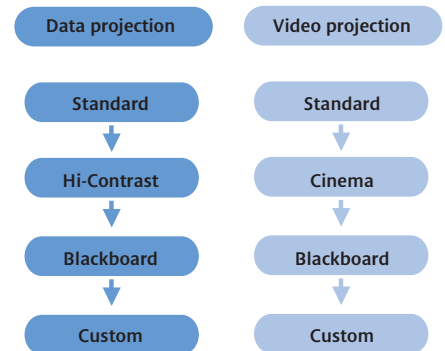 Data projection
Video projection
Standard
Standard
Hi-Contrast
Cinema
Blackboard
Blackboard
Custom
Custom